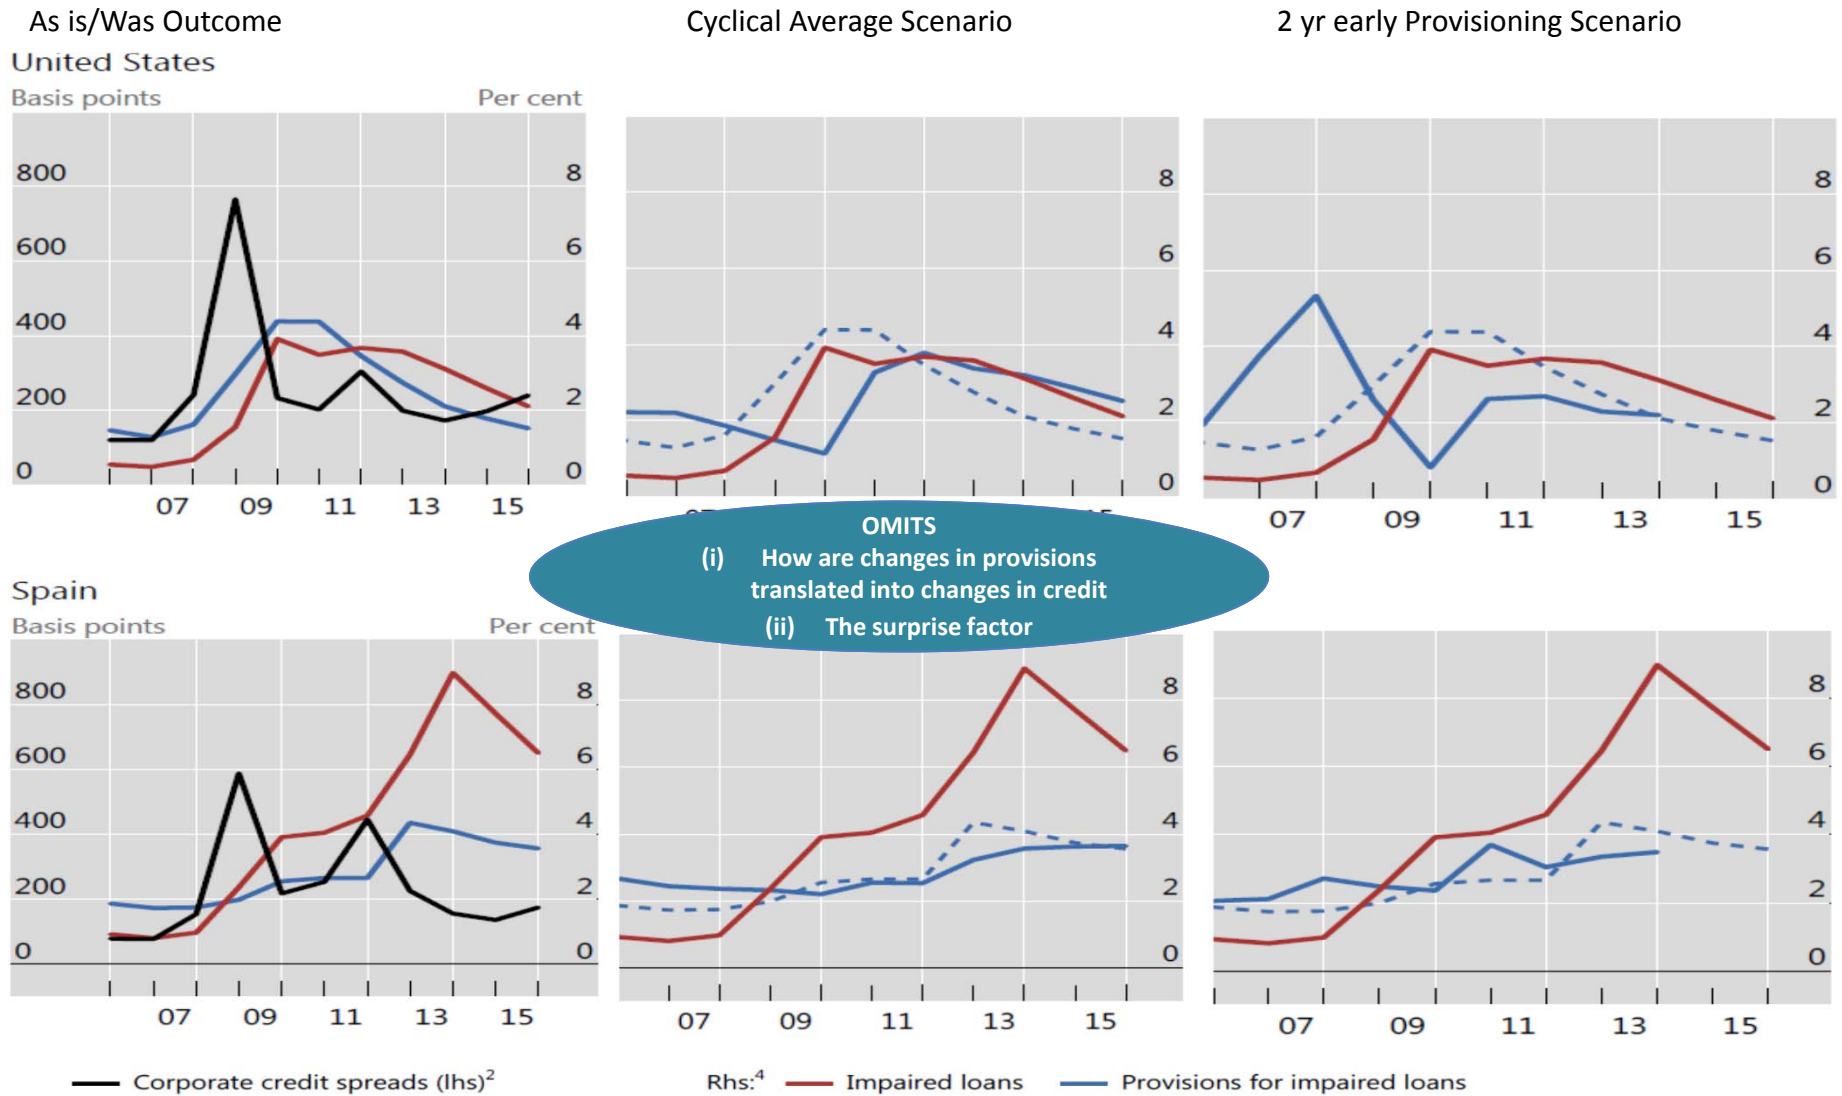 As is/Was Outcome
Cyclical Average Scenario
2 yr early Provisioning Scenario
United States
Basis points Per cent
800 8
600 6
400 4
200 2
0 0
07 09 11 13 15
8
6
4
2
0
8
6
4
2
0
07 09 11 13 15
OMITS
(i) How are changes in provisions
translated into changes in credit
(ii) The surprise factor
Spain
Basis points Per cent
800 8
600 6
400 4
200 2
0 0
07 09 11 13 15
8
6
4
2
0
07 09 11 13 15
8
6
4
2
0
07 09 11 13 15
Corporate credit spreads (lhs)2 Rhs:4 Impaired loans Provisions for impaired loans